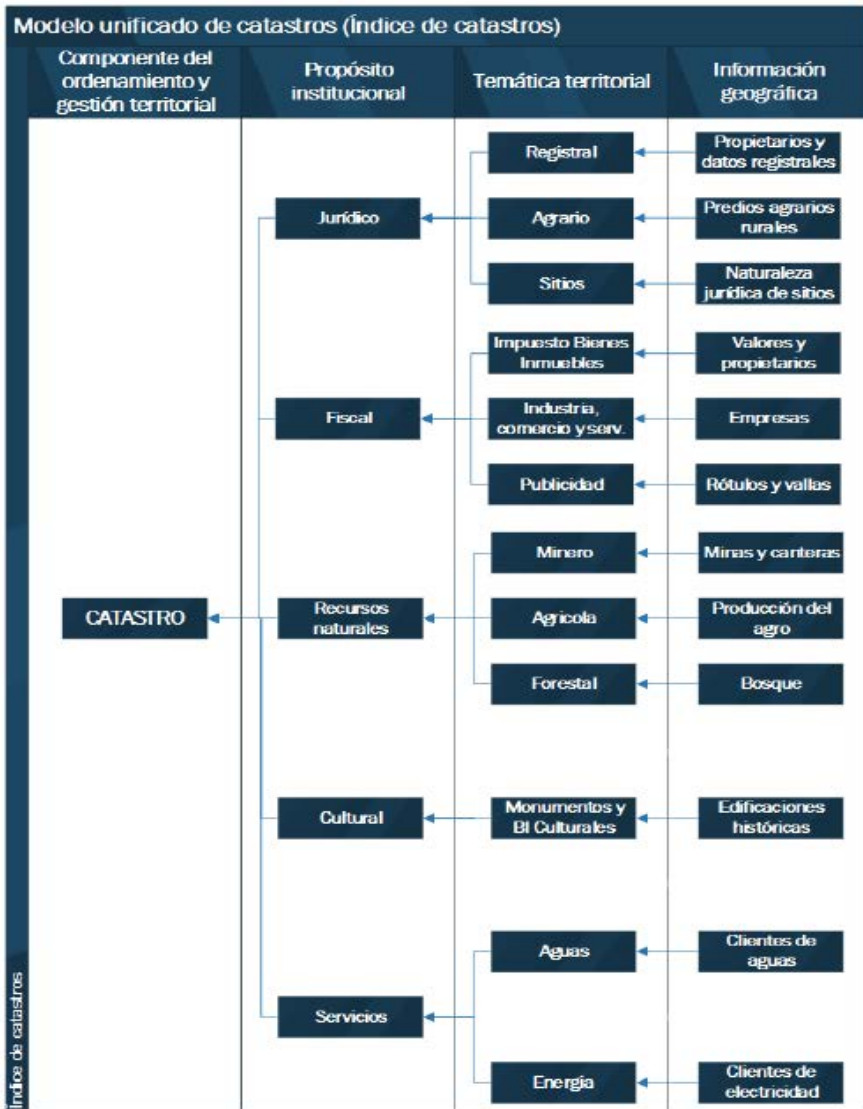 Modelo unificado de catastros (Índice de catastros)
Componente del
ordenamiento y
gestión territorial
Propósito
institucional
Temática territorial
Información
geográfica
Registral
Propietarios y
datos registrales
Jurídico
Agrario
Predios agrarios
rurales
Sitios
Naturaleza
jurídica de sitios
Impuesto Bienes
Inmuebles
Valores y
propietarios
Fiscal
Industria,
comercio y serv.
Empresas
Publicidad
Rótulos y vallas
Minero
Minas y canteras
CATASTRO
Recursos
naturales
Agricola
Producción del
agro
Forestal
Bosque
Cultural
Monumentos y
BI Culturales
Edificaciones
históricas
Aguas
Clientes de
aguas
Servicios
Energía
Clientes de
electricidad
Índice de catastros